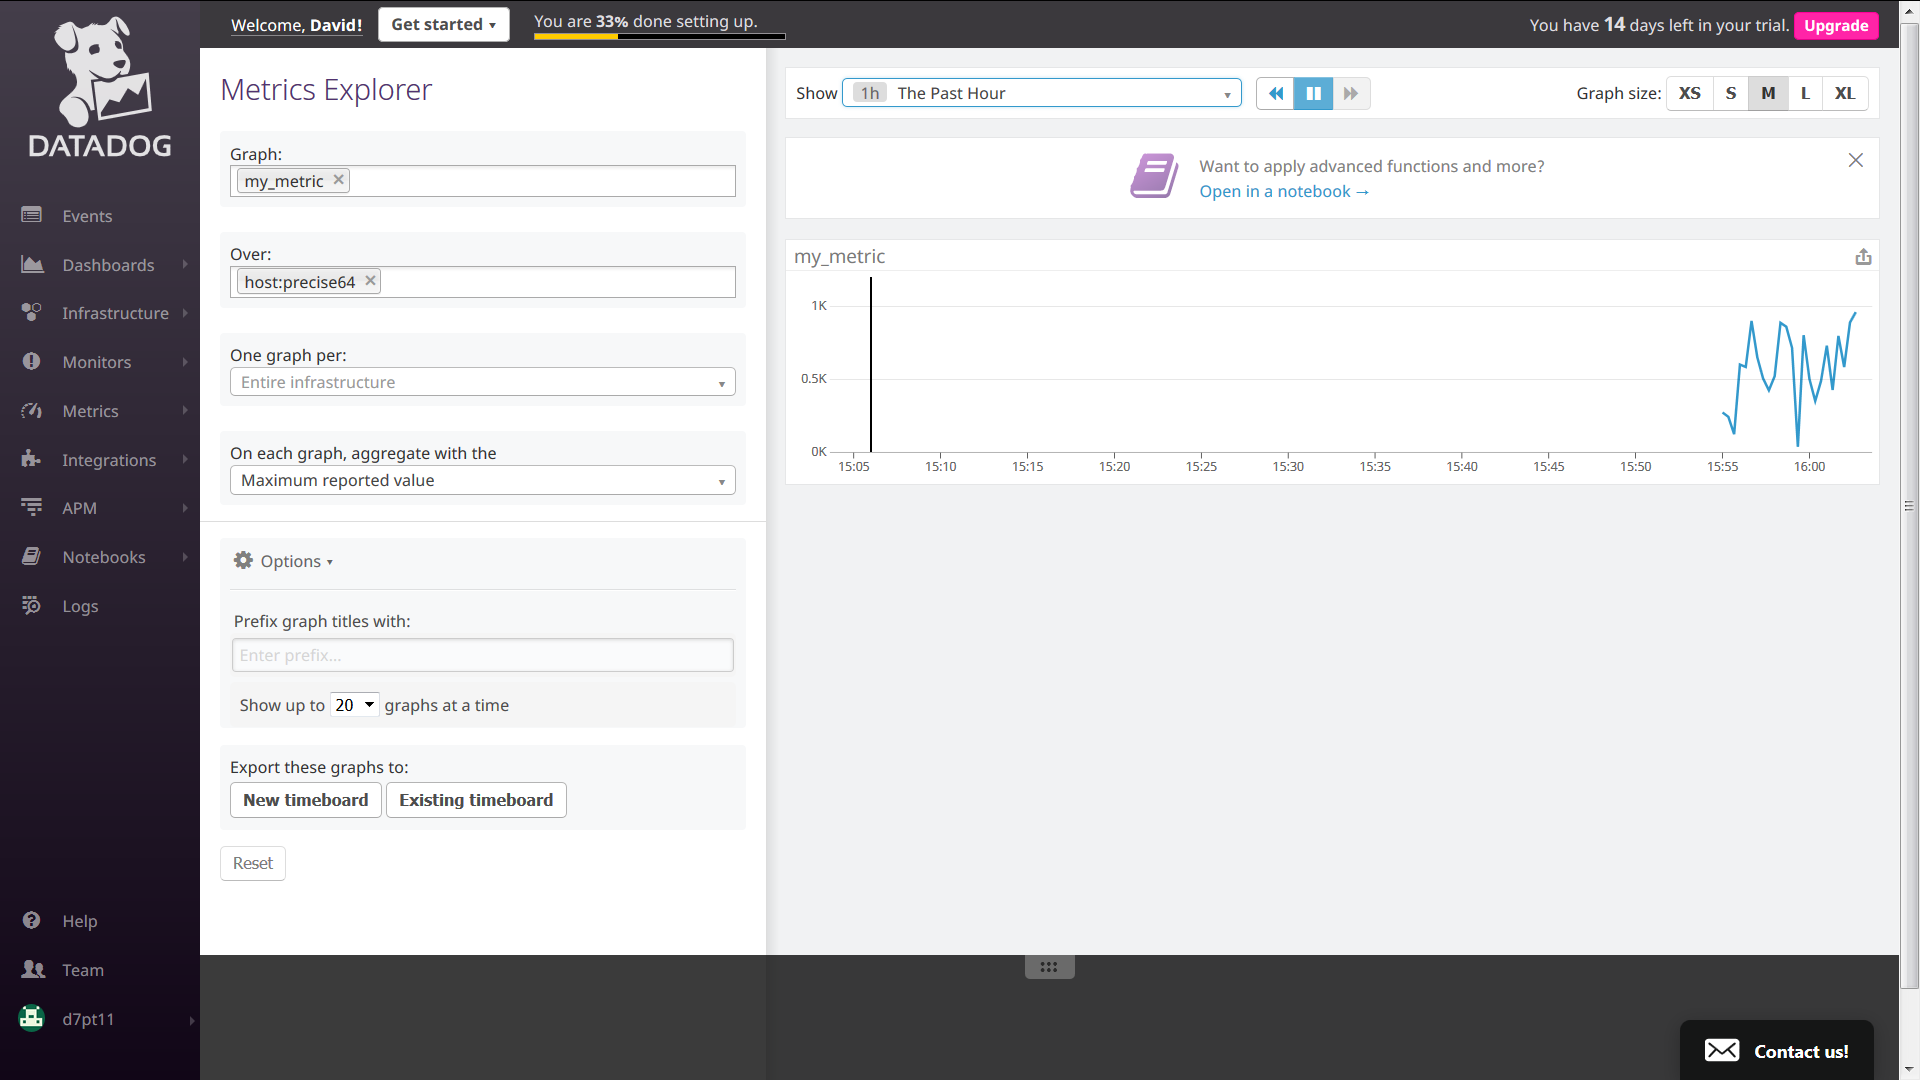 DATADOG
Events
Dashboards
Infrastructure
Monitors
Metrics
Integrations
APM
Notebooks
Logs
Help
Team
d7pt11
Welcome, David!
Get started
You are 33% done setting up.
You have 14 days left in your trial.
Upgrade
Metrics Explorer
Graph:
my_metric
Over:
host:precise64
One graph per:
Entire infrastructure
On each graph, aggregate with the
Maximum reported value
Options
Prefix graph titles with:
Enter prefix...
Show up to 20 graphs at a time
Export these graphs to:
New timeboard Existing timeboard
Reset
Show 1h The Past Hour
Graph size: XS S M L XL
Want to apply advanced functions and more?
Open in a notebook →
my_metric
1K
0.5K
0K
15:05 15:10 15:15 15:20 15:25 15:30 15:35 15:40 15:45 15:50 15:55 16:00
Contact us!